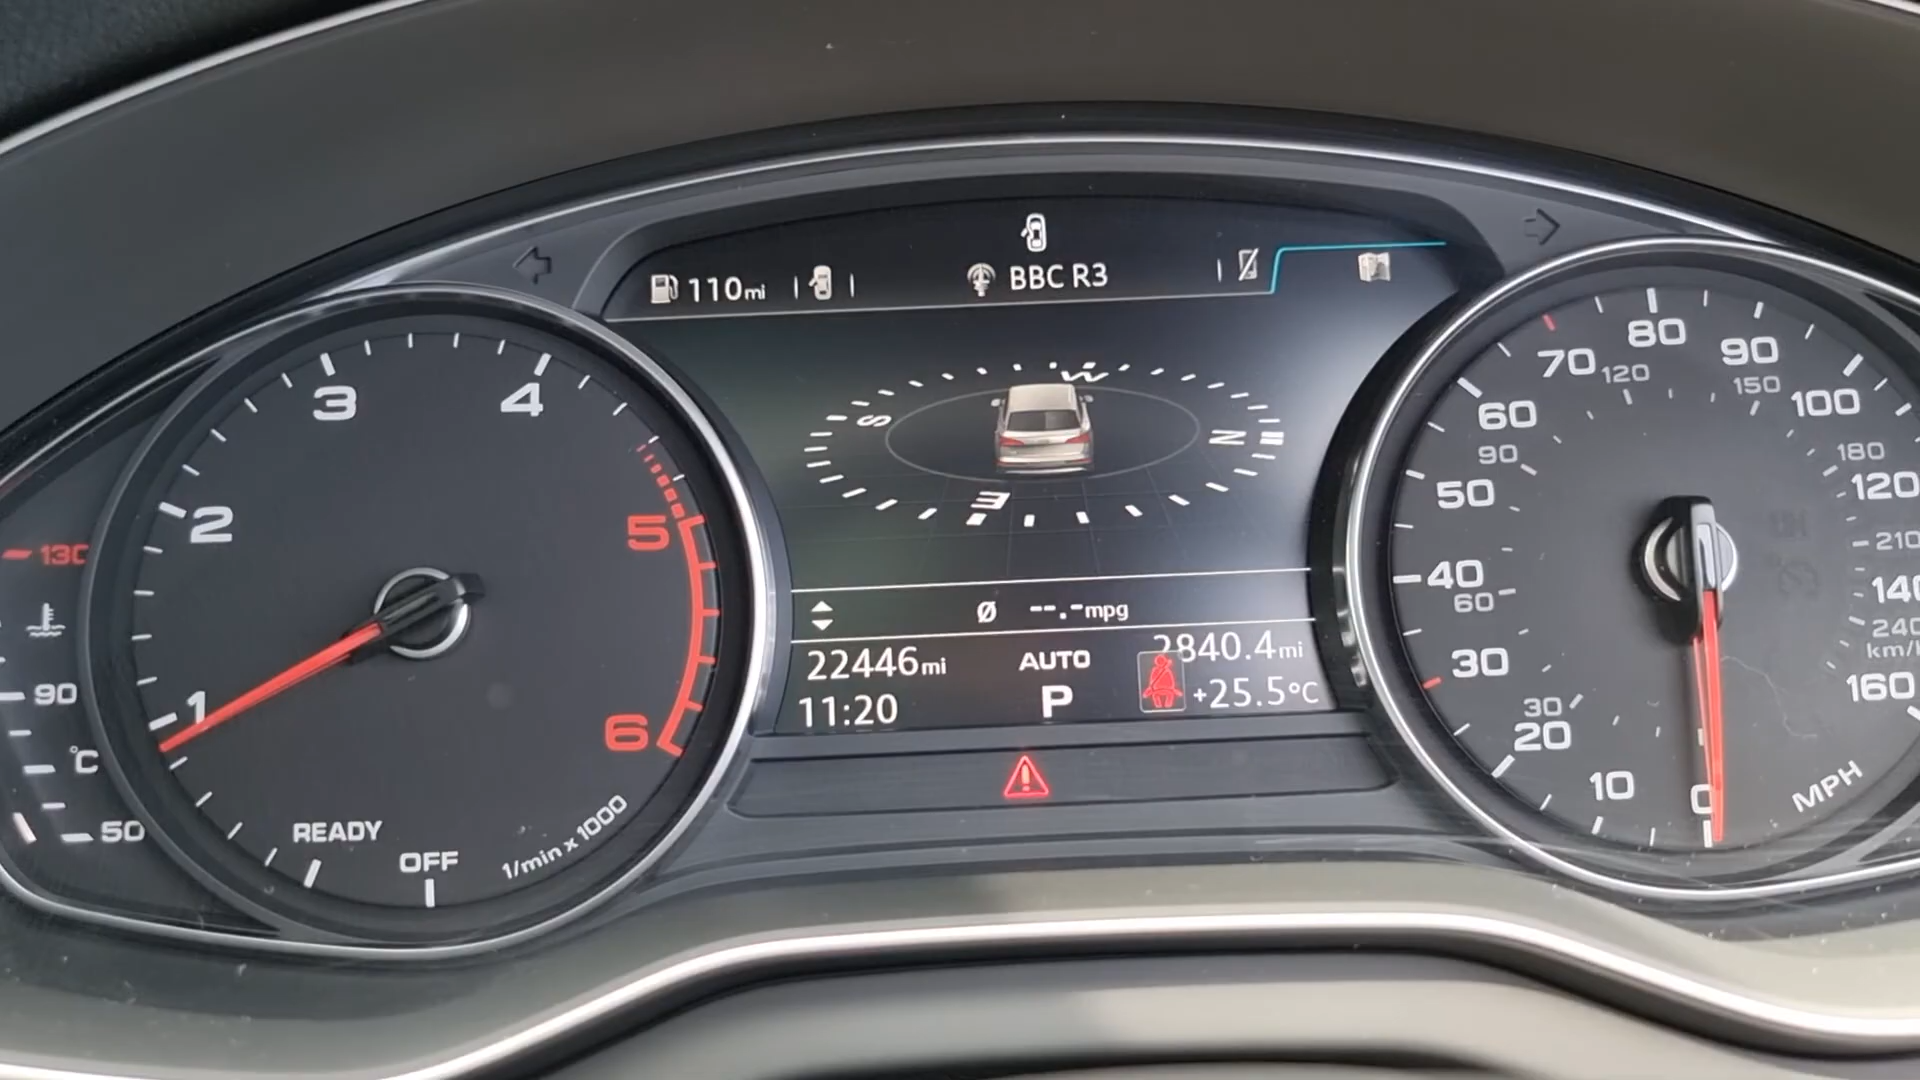 110mi
BBC R3
W
S
N
E
Ø --.-mpg
22446mi
AUTO
2840.4mi
11:20
P
+25.5°C
130
90
°C
50
1
2
3
4
5
6
READY
OFF
1/min x 1000
0
10
20
30
40
50
60
70
80
90
100
120
140
160
MPH
30
60
90
120
150
180
210
240
km/h